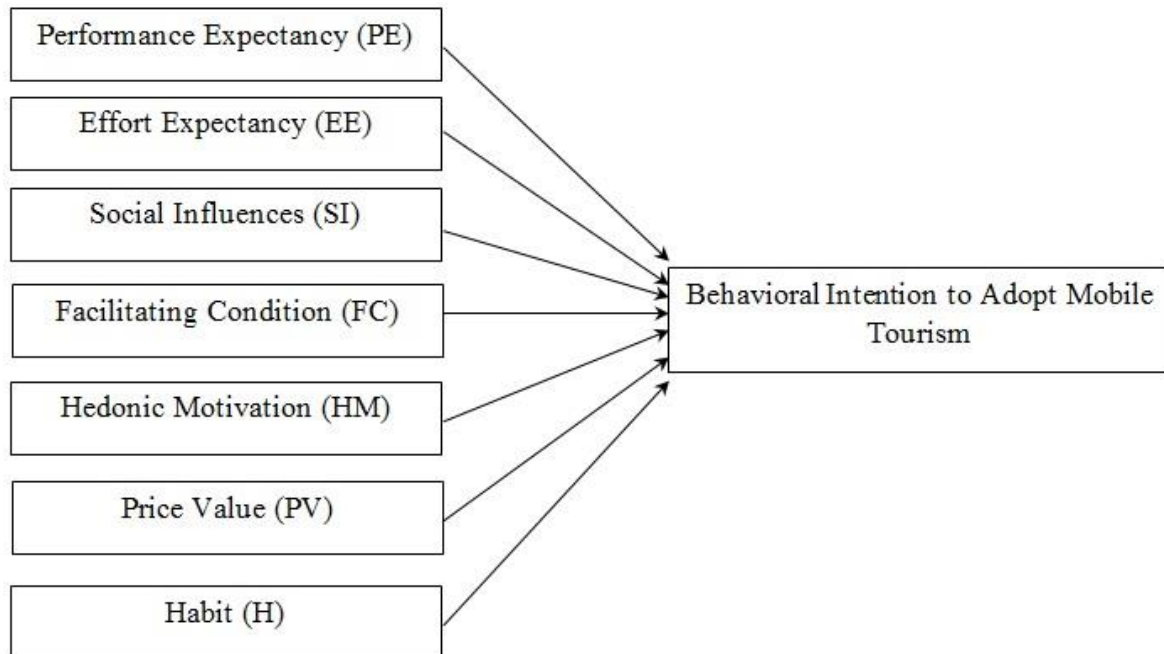 Performance Expectancy (PE)
Effort Expectancy (EE)
Social Influences (SI)
Facilitating Condition (FC)
Hedonic Motivation (HM)
Price Value (PV)
Habit (H)
Behavioral Intention to Adopt Mobile
Tourism